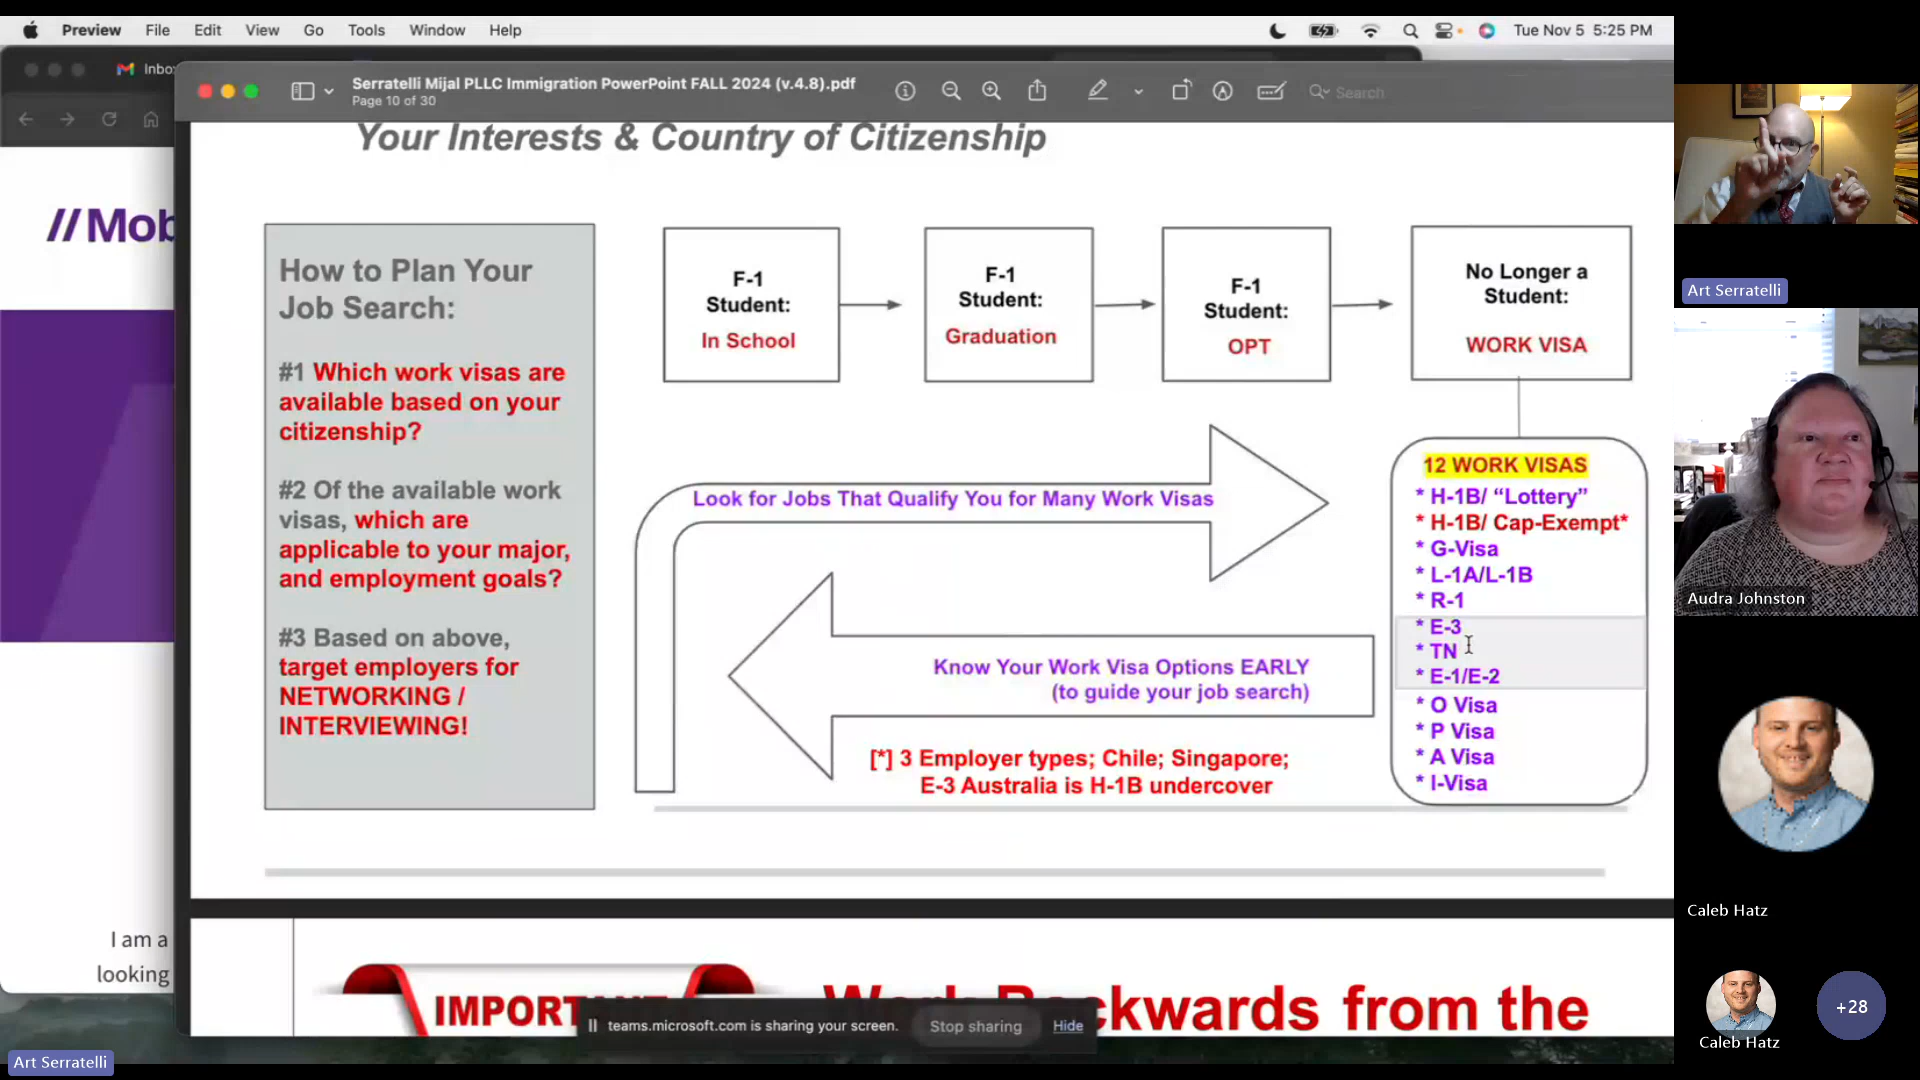 Preview File Edit View Go Tools Window Help
Tue Nov 5 5:25 PM
Inbo
Serratelli Mijal PLLC Immigration PowerPoint FALL 2024 (v.4.8).pdf
Page 10 of 30
Search
//Mob
Your Interests & Country of Citizenship
How to Plan Your
Job Search:
#1 Which work visas are
available based on your
citizenship?
#2 Of the available work
visas, which are
applicable to your major,
and employment goals?
#3 Based on above,
target employers for
NETWORKING /
INTERVIEWING!
F-1
Student:
In School
F-1
Student:
Graduation
F-1
Student:
OPT
No Longer a
Student:
WORK VISA
Look for Jobs That Qualify You for Many Work Visas
Know Your Work Visa Options EARLY
(to guide your job search)
[*] 3 Employer types; Chile; Singapore;
E-3 Australia is H-1B undercover
12 WORK VISAS
* H-1B/ “Lottery”
* H-1B/ Cap-Exempt*
* G-Visa
* L-1A/L-1B
* R-1
* E-3
* TN
* E-1/E-2
* O Visa
* P Visa
* A Visa
* I-Visa
I am a
looking
Backwards from the
teams.microsoft.com is sharing your screen.
Stop sharing
Hide
Art Serratelli
Art Serratelli
Audra Johnston
Caleb Hatz
Caleb Hatz
+28